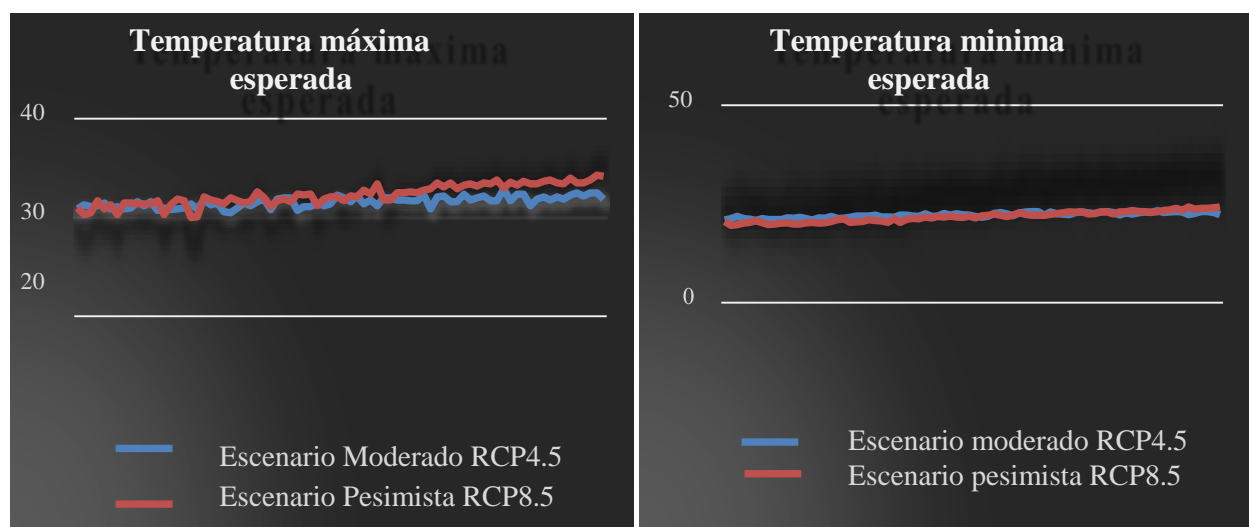 Temperatura máxima
esperada
40
30
20
Escenario Moderado RCP4.5
Escenario Pesimista RCP8.5
Temperatura minima
esperada
50
0
Escenario moderado RCP4.5
Escenario pesimista RCP8.5